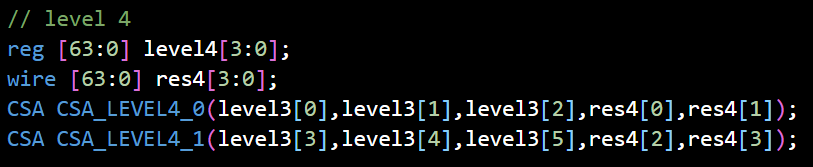 // level 4
reg [63:0] level4[3:0];
wire [63:0] res4[3:0];
CSA CSA_LEVEL4_0(level3[0],level3[1],level3[2],res4[0],res4[1]);
CSA CSA_LEVEL4_1(level3[3],level3[4],level3[5],res4[2],res4[3]);